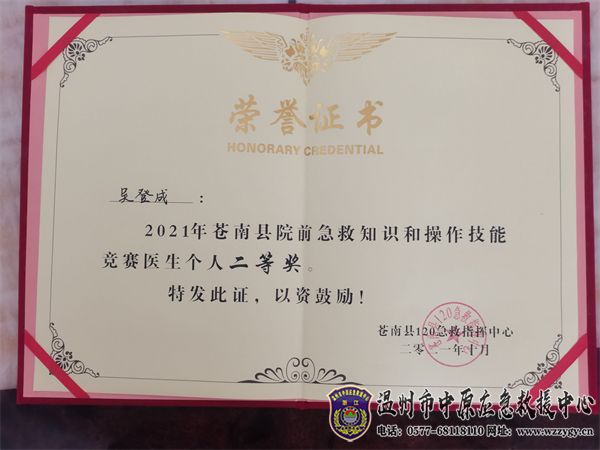 荣誉证书
HONORARY CREDENTIAL
吴登成：
2021年苍南县院前急救知识和操作技能
竞赛医生个人二等奖。
特发此证，以资鼓励！
苍南县120急救指挥中心
二零二一年十月
温州市中原应急救援中心
电话：0577-68118110 网址：www.wzzygy.cn